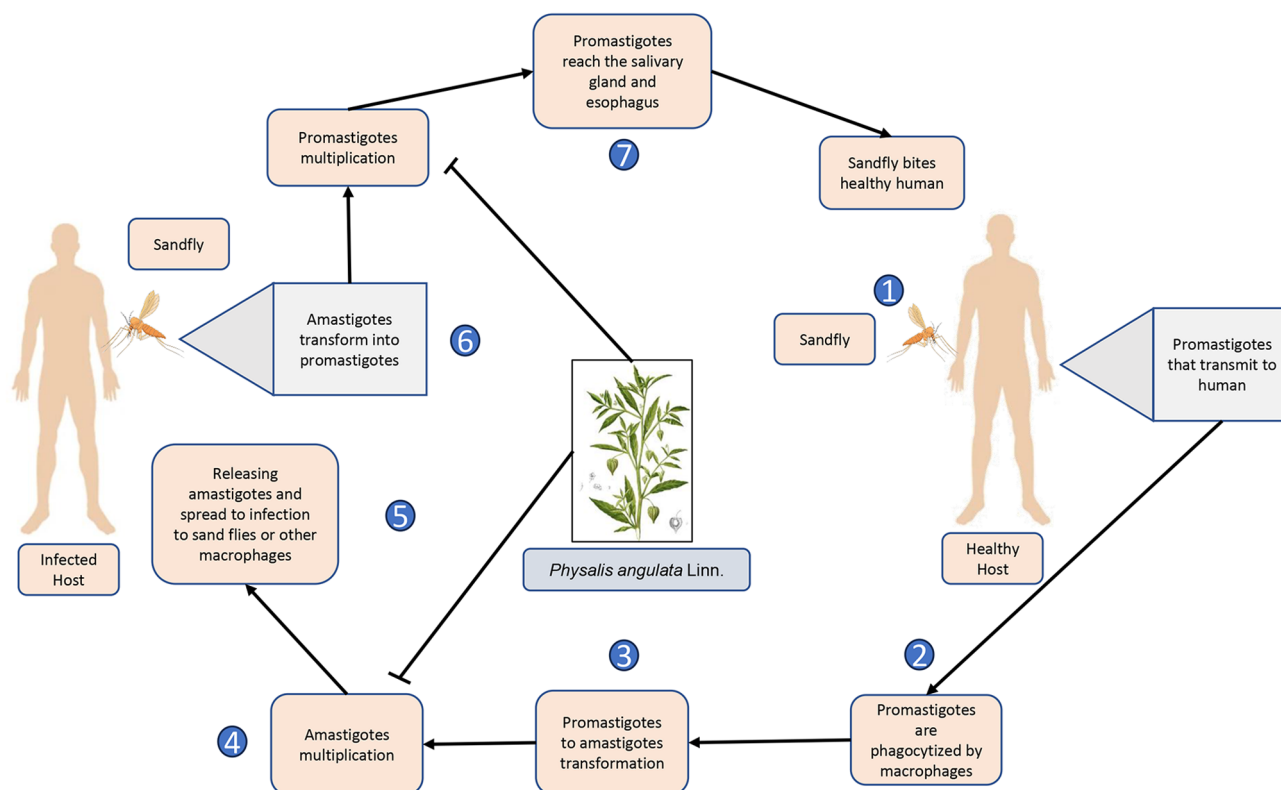 Promastigotes
reach the salivary
gland and
esophagus
7
Promastigotes
multiplication
Sandfly bites
healthy human
Sandfly
1
Sandfly
Amastigotes
transform into
promastigotes
6
Promastigotes
that transmit to
human
Releasing
amastigotes and
spread to infection
to sand flies or other
macrophages
5
Infected
Host
Physalis angulata Linn.
Healthy
Host
2
3
4
Amastigotes
multiplication
Promastigotes
to amastigotes
transformation
Promastigotes
are
phagocytized by
macrophages